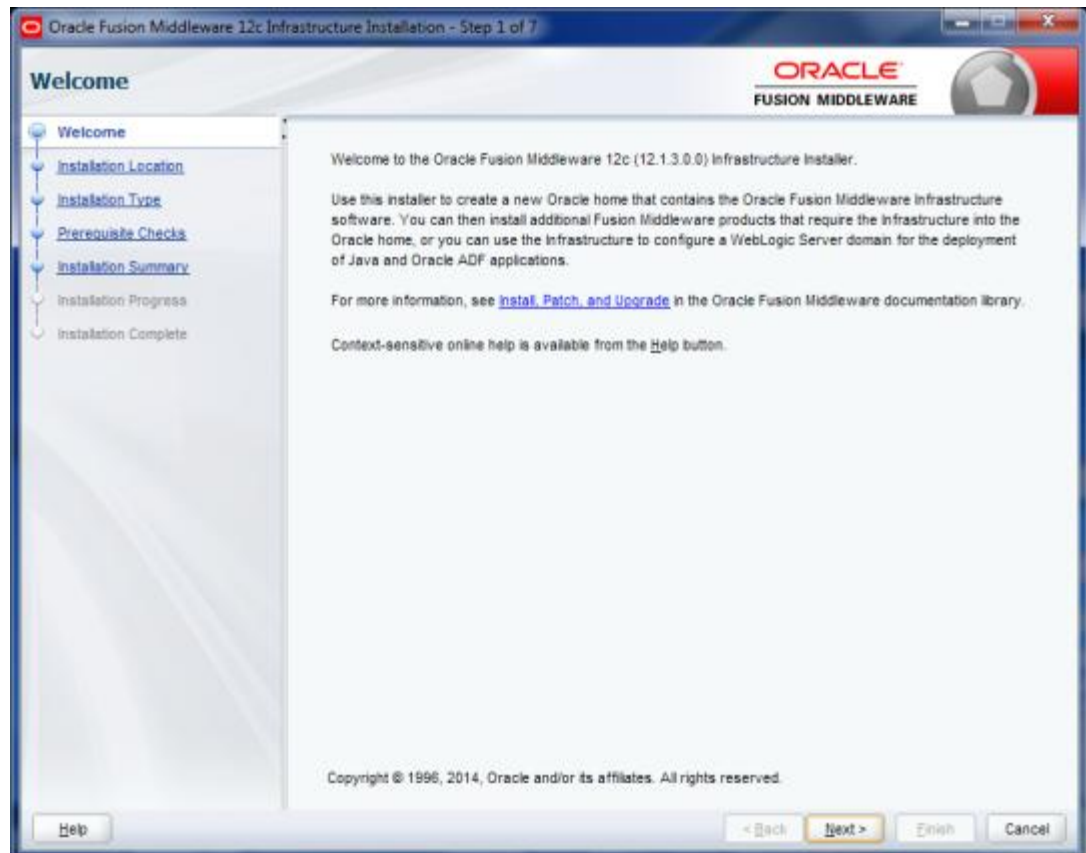 Oracle Fusion Middleware 12c Infrastructure Installation - Step 1 of 7
Welcome
ORACLE
FUSION MIDDLEWARE
Welcome
Installation Location
Installation Type
Prerequisite Checks
Installation Summary
Installation Progress
Installation Complete
Welcome to the Oracle Fusion Middleware 12c (12.1.3.0.0) Infrastructure Installer.
Use this installer to create a new Oracle home that contains the Oracle Fusion Middleware Infrastructure
software. You can then install additional Fusion Middleware products that require the Infrastructure into the
Oracle home, or you can use the Infrastructure to configure a WebLogic Server domain for the deployment
of Java and Oracle ADF applications.
For more information, see Install, Patch, and Upgrade in the Oracle Fusion Middleware documentation library.
Context-sensitive online help is available from the Help button.
Copyright © 1996, 2014, Oracle and/or its affiliates. All rights reserved.
Help
< Back
Next >
Finish
Cancel